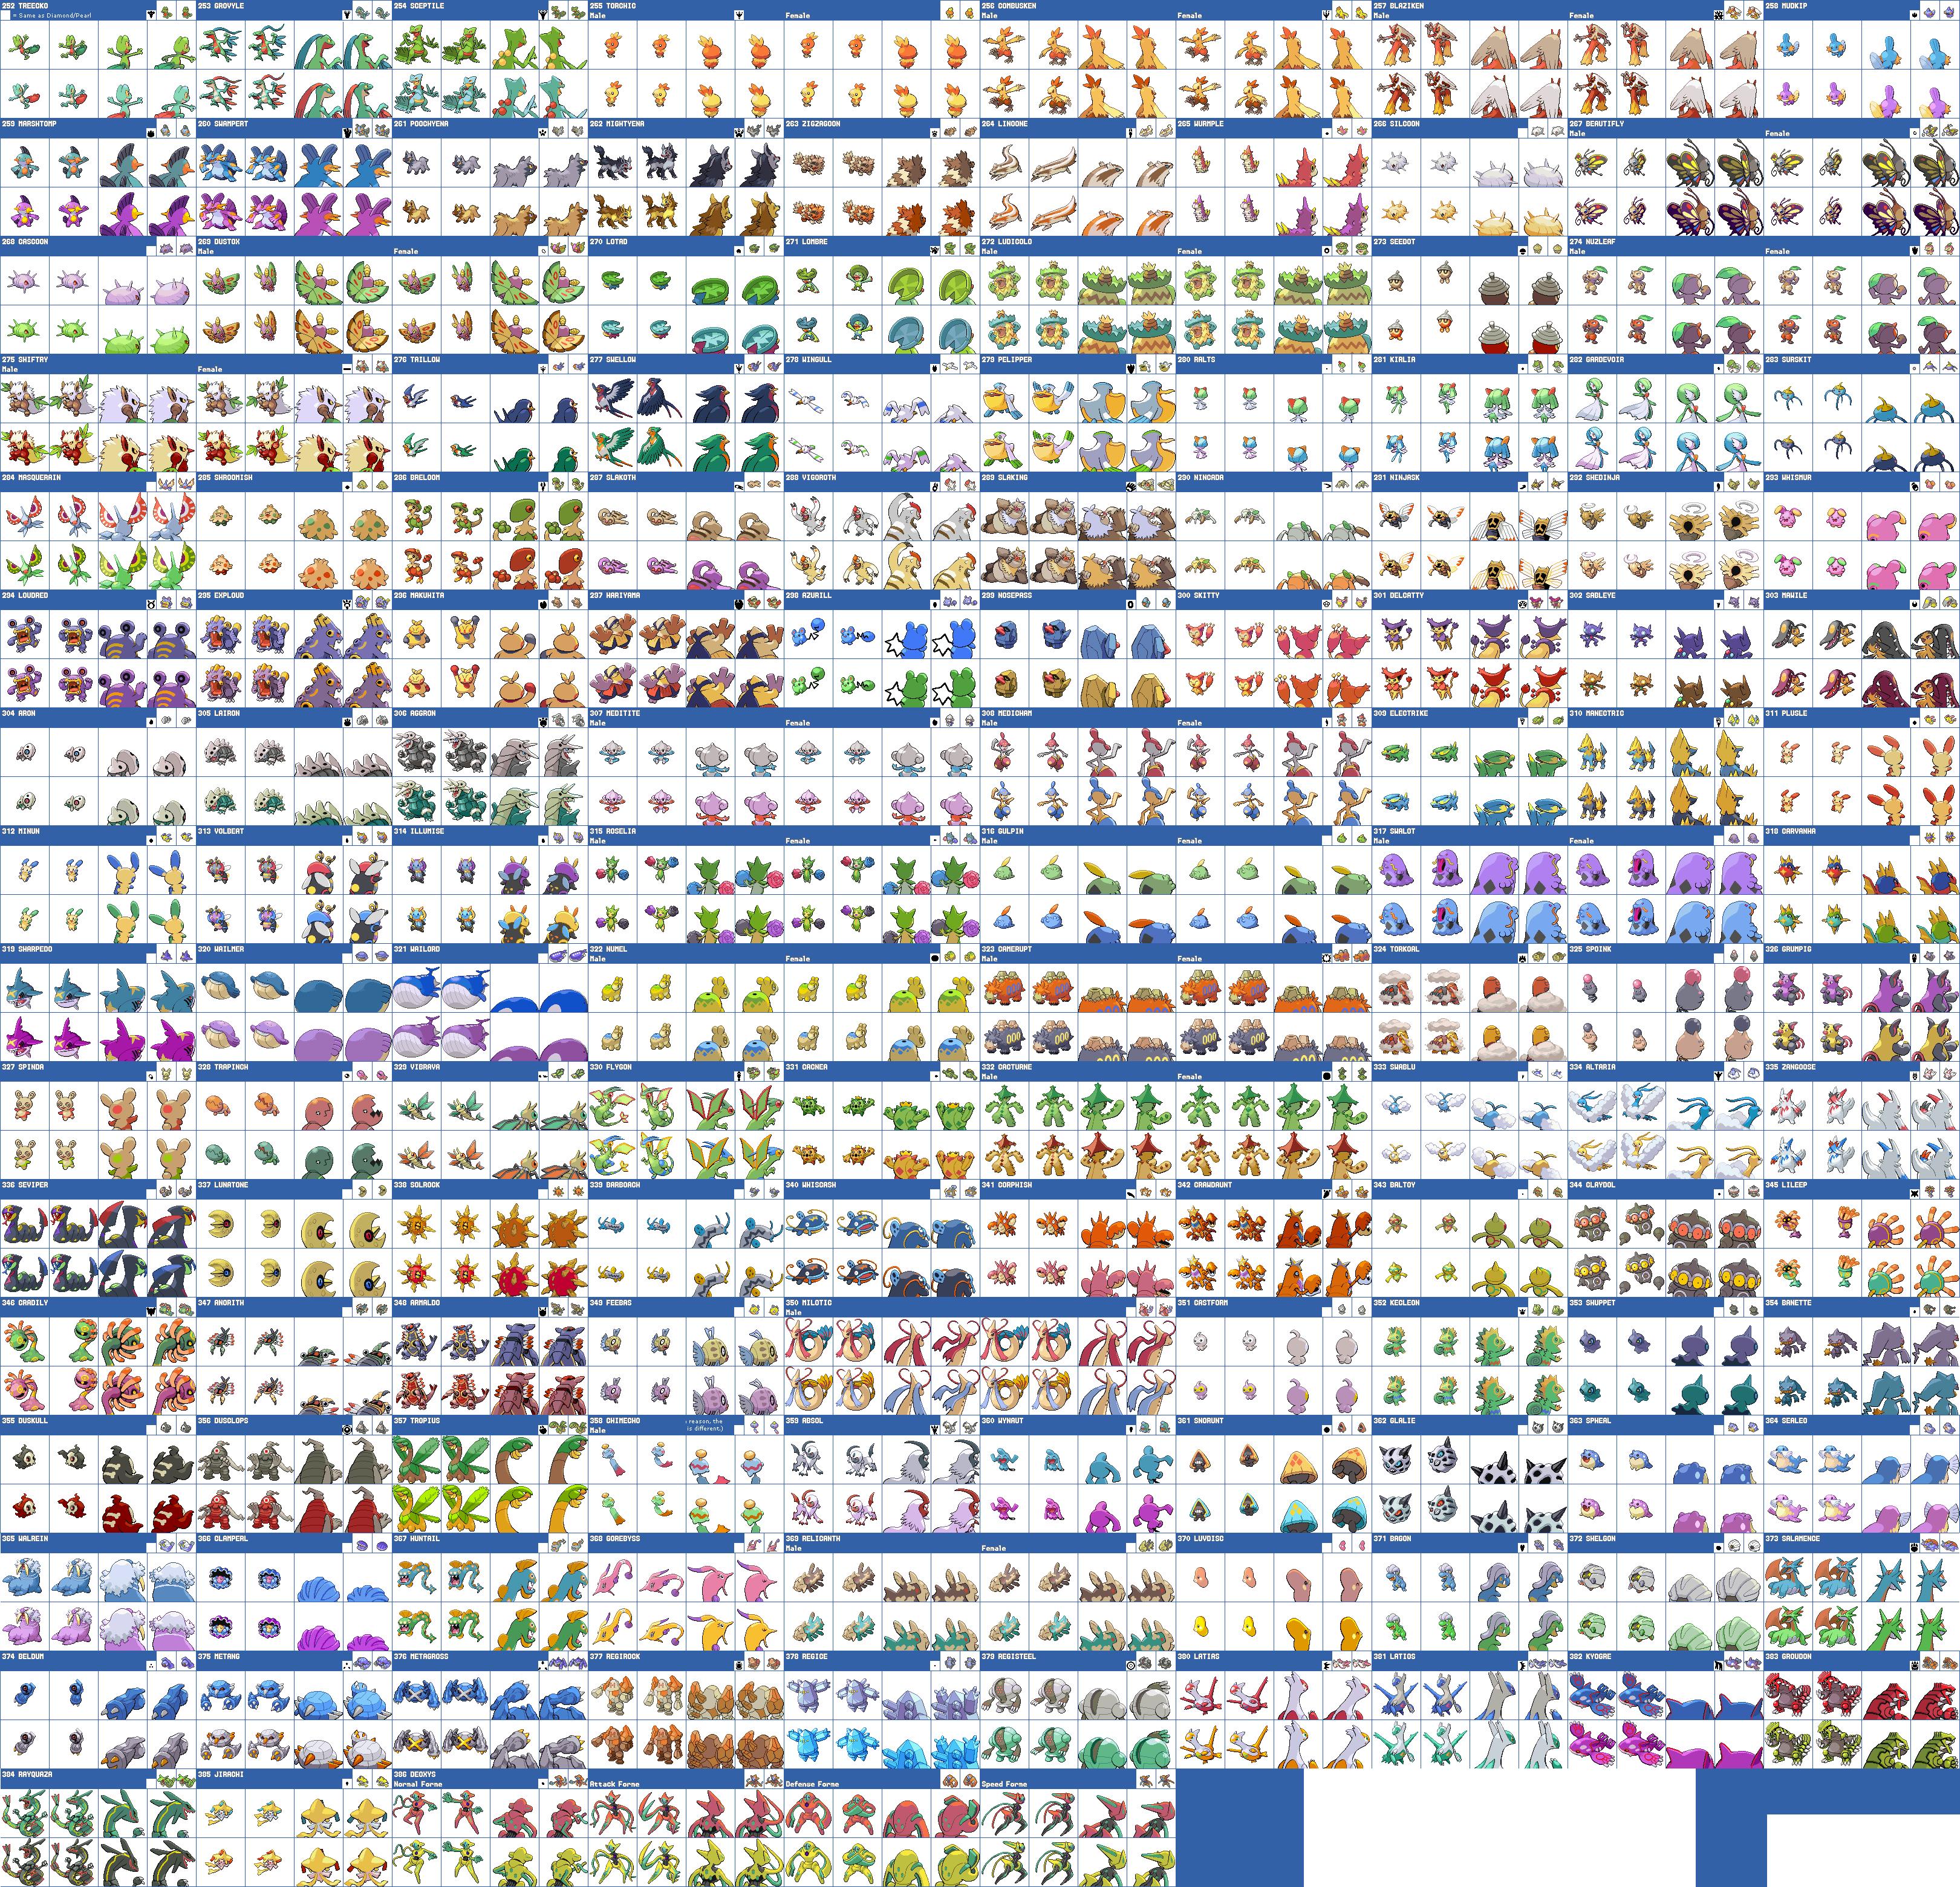 252 TREECKO
= Same as Diamond/Pearl
253 GROVYLE
254 SCEPTILE
255 TORCHIC
Male
Female
256 COMBUSKEN
Male
Female
257 BLAZIKEN
Male
Female
258 MUDKIP
259 MARSHTOMP
260 SWAMPERT
261 POOCHYENA
262 MIGHTYENA
263 ZIGZAGOON
264 LINOONE
265 WURMPLE
266 SILCOON
267 BEAUTIFLY
Male
Female
268 CASCOON
269 DUSTOX
Male
Female
270 LOTAD
271 LOMBRE
272 LUDICOLO
Male
Female
273 SEEDOT
274 NUZLEAF
Male
Female
275 SHIFTRY
Male
Female
276 TAILLOW
277 SWELLOW
278 WINGULL
279 PELIPPER
280 RALTS
281 KIRLIA
282 GARDEVOIR
283 SURSKIT
284 MASQUERAIN
285 SHROOMISH
286 BRELOOM
287 SLAKOTH
288 VIGOROTH
289 SLAKING
290 NINCADA
291 NINJASK
292 SHEDINJR
293 WHISMUR
294 LOUDRED
295 EXPLOUD
296 MAKUHITA
297 HARIYAMA
298 AZURILL
299 NOSEPASS
300 SKITTY
301 DELCATTY
302 SABLEYE
303 MAWILE
304 ARON
305 LAIRON
306 AGGRON
307 MEDITITE
Male
Female
308 MEDICHAM
Male
Female
309 ELECTRIKE
310 MANECTRIC
311 PLUSLE
312 MINUN
313 VOLBEAT
314 ILLUMISE
315 ROSELIA
Male
Female
316 GULPIN
Male
Female
317 SWALOT
Male
Female
318 CARVANHA
319 SHARPEDO
320 WAILMER
321 WAILORD
322 NUMEL
Male
Female
323 CAMERUPT
Male
Female
324 TORKOAL
325 SPOINK
326 GRUMPIG
327 SPINDA
328 TRAPINCH
329 VIBRAVA
330 FLYGON
331 CACNEA
332 CACTURNE
Male
Female
333 SWABLU
334 ALTARIA
335 ZANGOOSE
336 SEVIPER
337 LUNATONE
338 SOLROCK
339 BARBOACH
340 WHISCASH
341 CORPHISH
342 CRAWDAUNT
343 BALTOY
344 CLAYDOL
345 LILEEP
346 CRADILY
347 ANORITH
348 ARMALDO
349 FEEBAS
350 MILOTIC
Male
351 CASTFORM
352 KECLEON
353 SHUPPET
354 BANETTE
355 DUSKULL
356 DUSCLOPS
357 TROPIUS
358 CHIMECHO
Male
reason, the
is different.)
359 ABSOL
360 WYNAUT
361 SNORUNT
362 GLALIE
363 SPHEAL
364 SEALEO
365 WALREIN
366 CLAMPERL
367 HUNTAIL
368 GOREBYSS
369 RELICANTH
Male
Female
370 LUVDISC
371 BAGON
372 SHELGON
373 SALAMENCE
374 BELDUM
375 METANG
376 METAGROSS
377 REGIROCK
378 REGICE
379 REGISTEEL
380 LATIAS
381 LATIOS
382 KYOGRE
383 GROUDON
384 RAYQUAZA
385 JIRACHI
386 DEOXYS
Normal Forme
Attack Forme
Defense Forme
Speed Forme